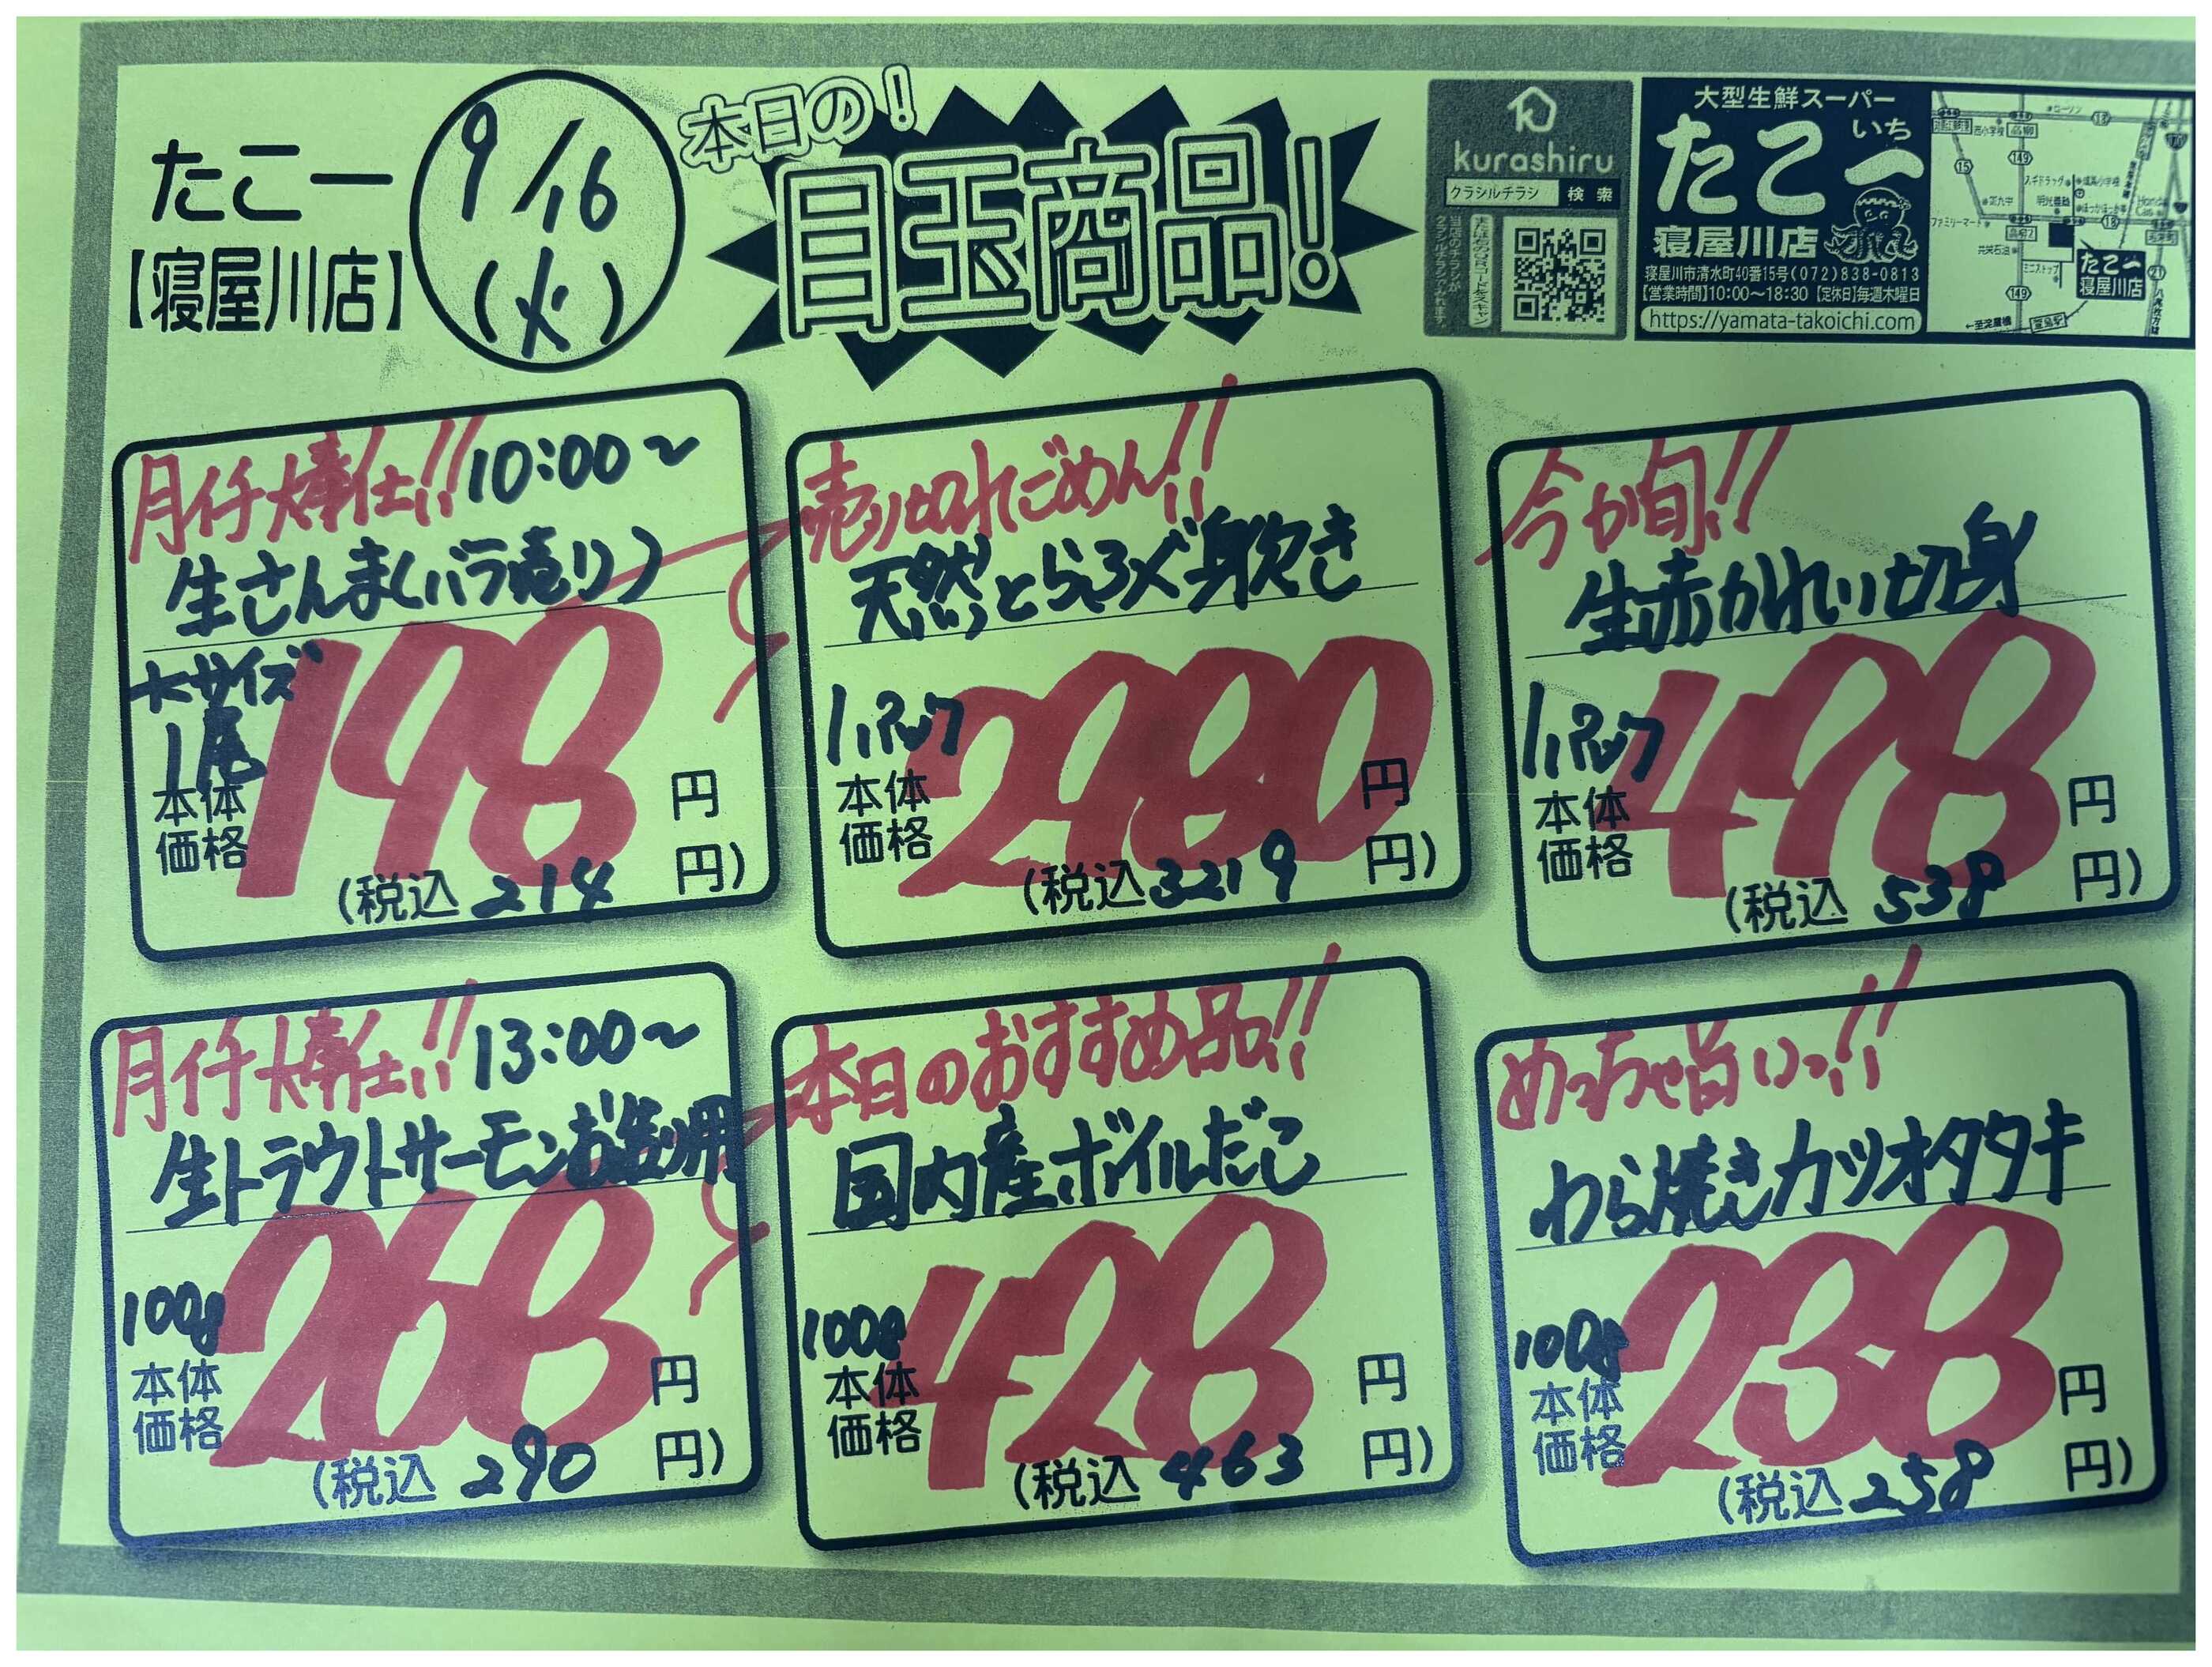 たこ一
【寝屋川店】
9/16
(火)
本日の!
目玉商品!
kurashiru
クラシルチラシ 検索
大型生鮮スーパー
たこ一
いち
寝屋川店
寝屋川市清水町40番15号(072)838-0813
【営業時間】10:00～18:30 【定休日】毎週木曜日
https://yamata-takoichi.com
たこ一
寝屋川店
月イチ大奉仕!! 10:00～
生さんま(バラ売り)
大サイズ
1尾
本体
価格
198
円
(税込 214 円)
売り切れごめん!!
天然とらふぐ身欠き
1パック
本体
価格
2980
円
(税込 3219 円)
今が旬!!
生赤かれい切身
1パック
本体
価格
498
円
(税込 538 円)
月イチ大奉仕!! 13:00～
生トラウトサーモンお造り用
100g
本体
価格
268
円
(税込 290 円)
本日のおすすめ品!!
国内産ボイルだこ
100g
本体
価格
428
円
(税込 463 円)
めっちゃ旨いっ!!
わら焼きカツオタタキ
100g
本体
価格
238
円
(税込 258 円)